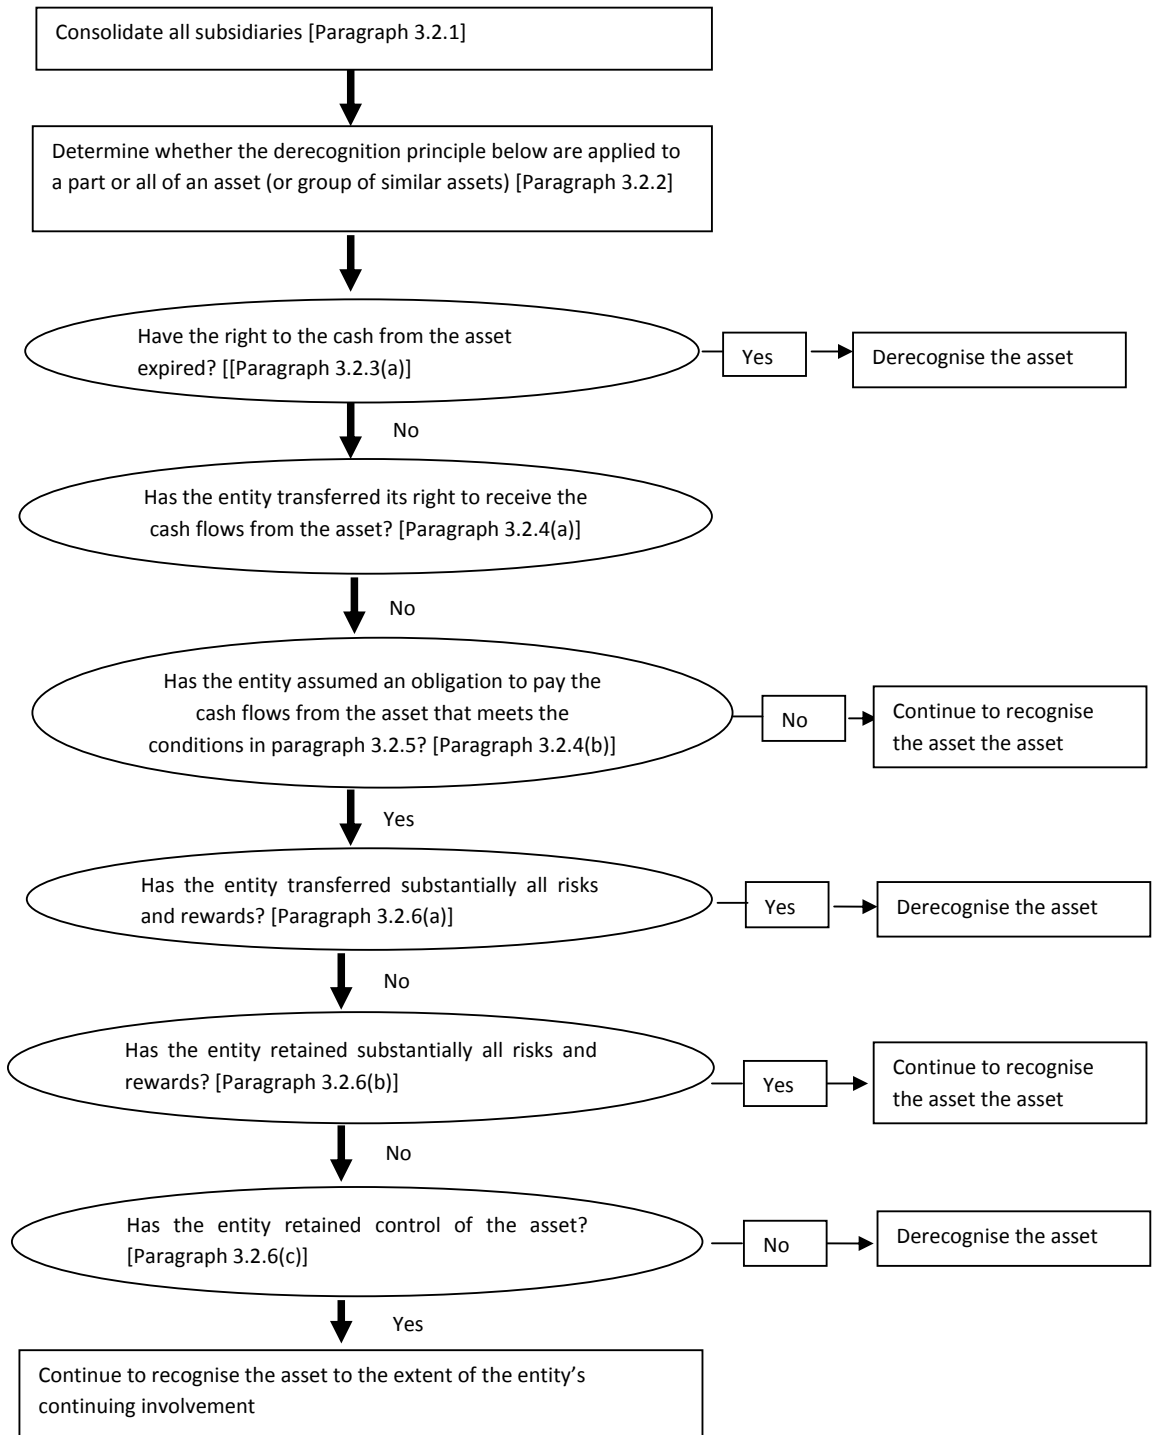 Consolidate all subsidiaries [Paragraph 3.2.1]
Determine whether the derecognition principle below are applied to
a part or all of an asset (or group of similar assets) [Paragraph 3.2.2]
Have the right to the cash from the asset
expired? [[Paragraph 3.2.3(a)]
Yes
Derecognise the asset
No
Has the entity transferred its right to receive the
cash flows from the asset? [Paragraph 3.2.4(a)]
No
Has the entity assumed an obligation to pay the
cash flows from the asset that meets the
conditions in paragraph 3.2.5? [Paragraph 3.2.4(b)]
No
Continue to recognise
the asset the asset
Yes
Has the entity transferred substantially all risks
and rewards? [Paragraph 3.2.6(a)]
Yes
Derecognise the asset
No
Has the entity retained substantially all risks and
rewards? [Paragraph 3.2.6(b)]
Yes
Continue to recognise
the asset the asset
No
Has the entity retained control of the asset?
[Paragraph 3.2.6(c)]
No
Derecognise the asset
Yes
Continue to recognise the asset to the extent of the entity’s
continuing involvement